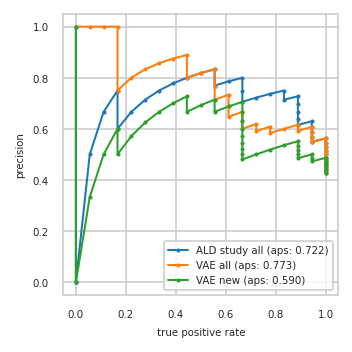 1.0
0.8
0.6
0.4
0.2
0.0
precision
0.0 0.2 0.4 0.6 0.8 1.0
true positive rate
ALD study all (aps: 0.722)
VAE all (aps: 0.773)
VAE new (aps: 0.590)